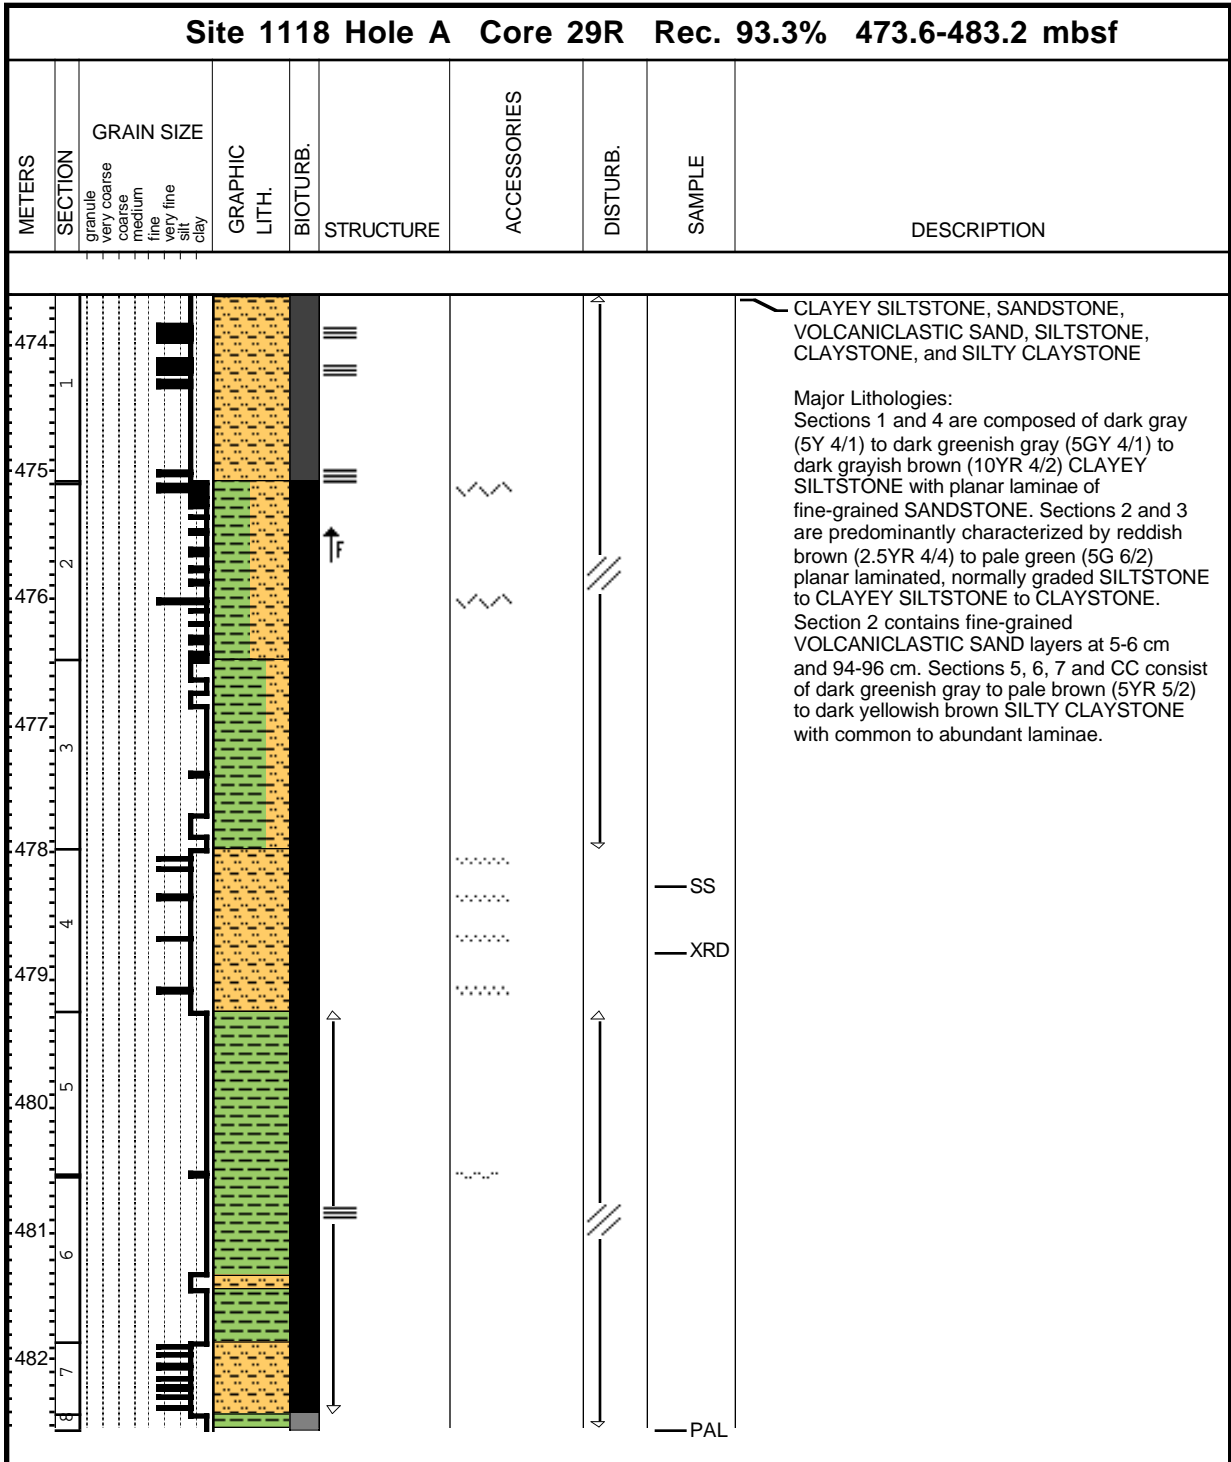 Site 1118 Hole A Core 29R Rec. 93.3% 473.6-483.2 mbsf
METERS
SECTION
GRAIN SIZE
granule
very coarse
coarse
medium
fine
very fine
silt
clay
GRAPHIC
LITH.
BIOTURB.
STRUCTURE
ACCESSORIES
DISTURB.
SAMPLE
DESCRIPTION
474
475
476
477
478
479
480
481
482
1
2
3
4
5
6
7
8
F
SS
XRD
PAL
CLAYEY SILTSTONE, SANDSTONE,
VOLCANICLASTIC SAND, SILTSTONE,
CLAYSTONE, and SILTY CLAYSTONE
Major Lithologies:
Sections 1 and 4 are composed of dark gray
(5Y 4/1) to dark greenish gray (5GY 4/1) to
dark grayish brown (10YR 4/2) CLAYEY
SILTSTONE with planar laminae of
fine-grained SANDSTONE. Sections 2 and 3
are predominantly characterized by reddish
brown (2.5YR 4/4) to pale green (5G 6/2)
planar laminated, normally graded SILTSTONE
to CLAYEY SILTSTONE to CLAYSTONE.
Section 2 contains fine-grained
VOLCANICLASTIC SAND layers at 5-6 cm
and 94-96 cm. Sections 5, 6, 7 and CC consist
of dark greenish gray to pale brown (5YR 5/2)
to dark yellowish brown SILTY CLAYSTONE
with common to abundant laminae.